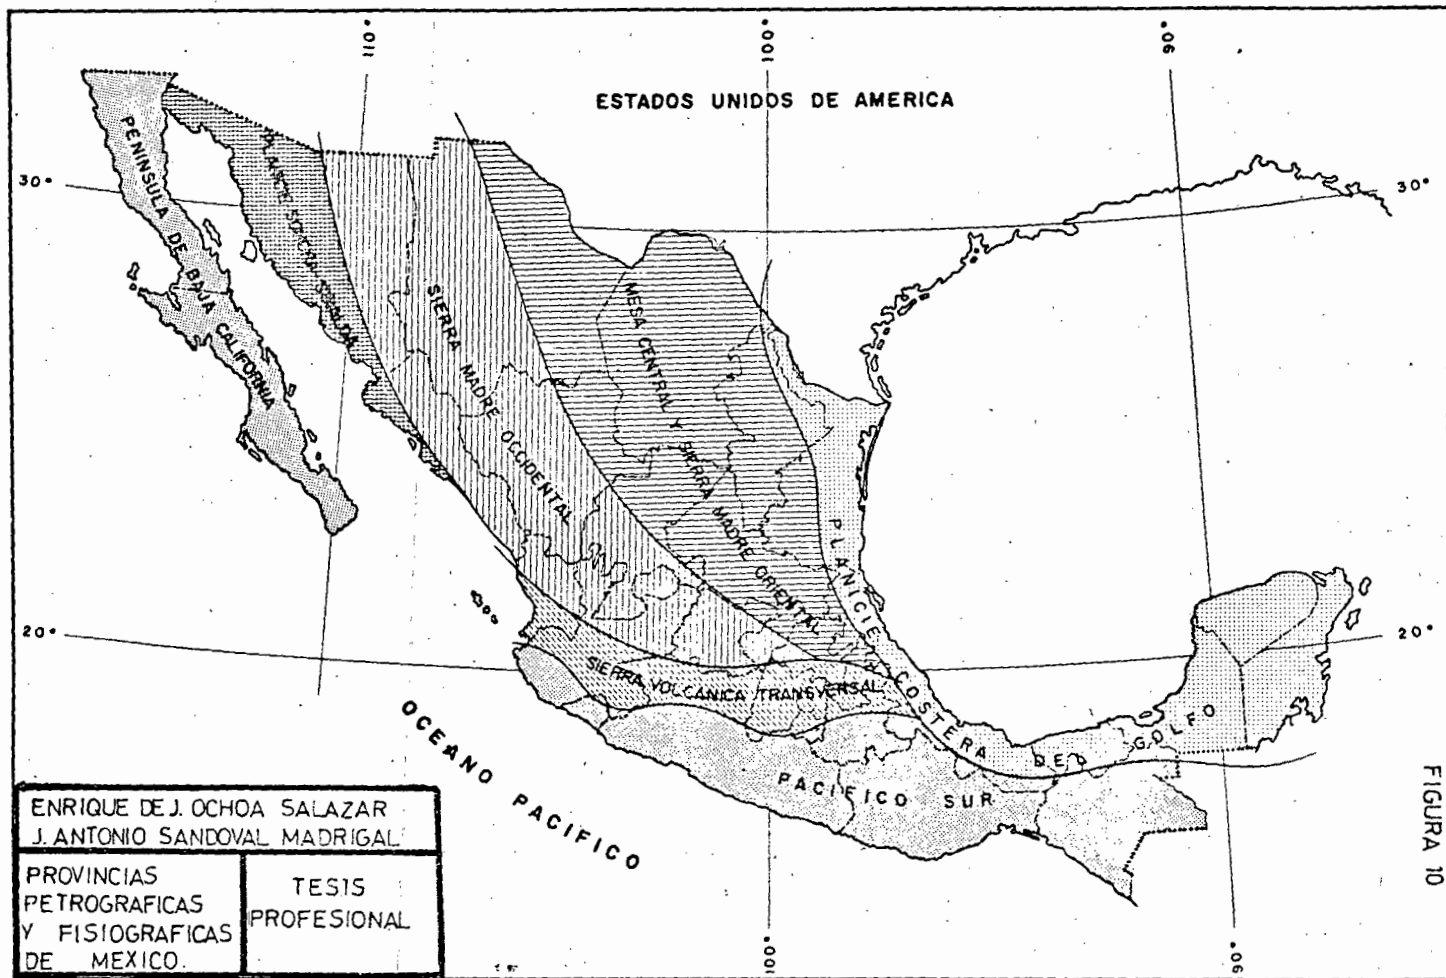 110°
100°
90°
ESTADOS UNIDOS DE AMERICA
30°
30°
PENINSULA DE BAJA CALIFORNIA
SIERRA MADRE OCCIDENTAL
MESA CENTRAL Y SIERRA MADRE ORIENTAL
PLANICIE COSTERA DEL GOLFO
20°
20°
SIERRA VOLCANICA TRANSVERSAL
OCEANO PACIFICO
PACIFICO SUR
100°
90°
FIGURA 10
ENRIQUE DE J. OCHOA SALAZAR
J. ANTONIO SANDOVAL MADRIGAL
PROVINCIAS
PETROGRAFICAS
Y FISIOGRAFICAS
DE MEXICO.
TESIS
PROFESIONAL